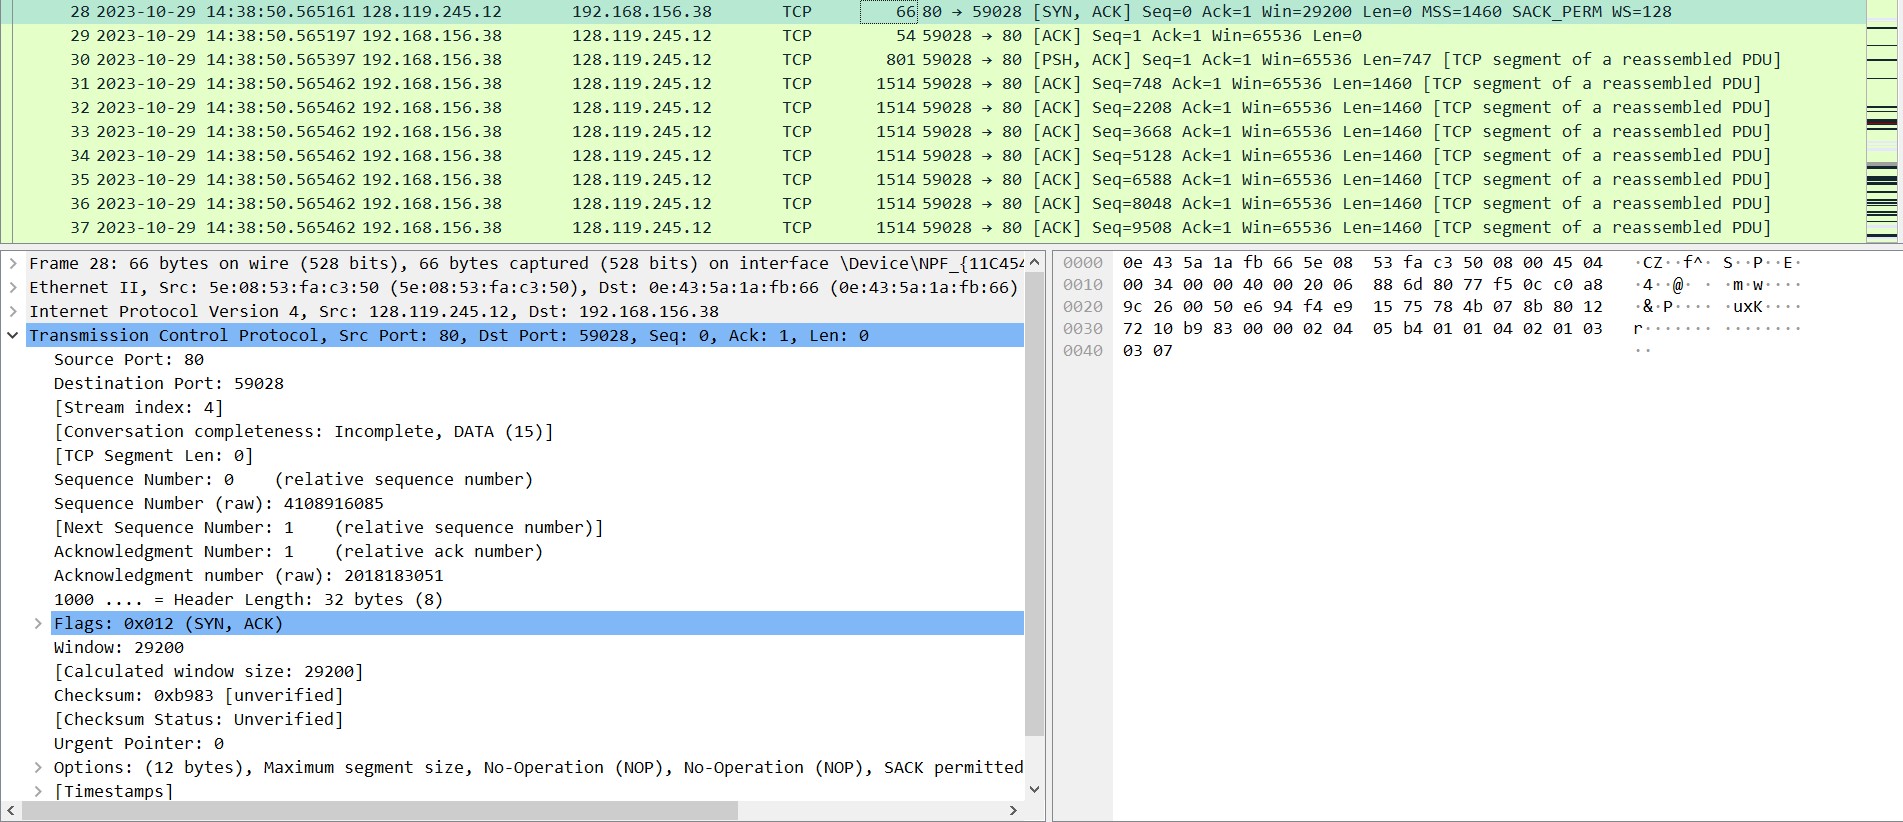 28 2023-10-29 14:38:50.565161 128.119.245.12 192.168.156.38 TCP 66 80 → 59028 [SYN, ACK] Seq=0 Ack=1 Win=29200 Len=0 MSS=1460 SACK_PERM WS=128
29 2023-10-29 14:38:50.565197 192.168.156.38 128.119.245.12 TCP 54 59028 → 80 [ACK] Seq=1 Ack=1 Win=65536 Len=0
30 2023-10-29 14:38:50.565397 192.168.156.38 128.119.245.12 TCP 801 59028 → 80 [PSH, ACK] Seq=1 Ack=1 Win=65536 Len=747 [TCP segment of a reassembled PDU]
31 2023-10-29 14:38:50.565462 192.168.156.38 128.119.245.12 TCP 1514 59028 → 80 [ACK] Seq=748 Ack=1 Win=65536 Len=1460 [TCP segment of a reassembled PDU]
32 2023-10-29 14:38:50.565462 192.168.156.38 128.119.245.12 TCP 1514 59028 → 80 [ACK] Seq=2208 Ack=1 Win=65536 Len=1460 [TCP segment of a reassembled PDU]
33 2023-10-29 14:38:50.565462 192.168.156.38 128.119.245.12 TCP 1514 59028 → 80 [ACK] Seq=3668 Ack=1 Win=65536 Len=1460 [TCP segment of a reassembled PDU]
34 2023-10-29 14:38:50.565462 192.168.156.38 128.119.245.12 TCP 1514 59028 → 80 [ACK] Seq=5128 Ack=1 Win=65536 Len=1460 [TCP segment of a reassembled PDU]
35 2023-10-29 14:38:50.565462 192.168.156.38 128.119.245.12 TCP 1514 59028 → 80 [ACK] Seq=6588 Ack=1 Win=65536 Len=1460 [TCP segment of a reassembled PDU]
36 2023-10-29 14:38:50.565462 192.168.156.38 128.119.245.12 TCP 1514 59028 → 80 [ACK] Seq=8048 Ack=1 Win=65536 Len=1460 [TCP segment of a reassembled PDU]
37 2023-10-29 14:38:50.565462 192.168.156.38 128.119.245.12 TCP 1514 59028 → 80 [ACK] Seq=9508 Ack=1 Win=65536 Len=1460 [TCP segment of a reassembled PDU]
Frame 28: 66 bytes on wire (528 bits), 66 bytes captured (528 bits) on interface \Device\NPF_{11C454
Ethernet II, Src: 5e:08:53:fa:c3:50 (5e:08:53:fa:c3:50), Dst: 0e:43:5a:1a:fb:66 (0e:43:5a:1a:fb:66)
Internet Protocol Version 4, Src: 128.119.245.12, Dst: 192.168.156.38
Transmission Control Protocol, Src Port: 80, Dst Port: 59028, Seq: 0, Ack: 1, Len: 0
Source Port: 80
Destination Port: 59028
[Stream index: 4]
[Conversation completeness: Incomplete, DATA (15)]
[TCP Segment Len: 0]
Sequence Number: 0 (relative sequence number)
Sequence Number (raw): 4108916085
[Next Sequence Number: 1 (relative sequence number)]
Acknowledgment Number: 1 (relative ack number)
Acknowledgment number (raw): 2018183051
1000 .... = Header Length: 32 bytes (8)
Flags: 0x012 (SYN, ACK)
Window: 29200
[Calculated window size: 29200]
Checksum: 0xb983 [unverified]
[Checksum Status: Unverified]
Urgent Pointer: 0
Options: (12 bytes), Maximum segment size, No-Operation (NOP), No-Operation (NOP), SACK permitted
[Timestamps]
0000 0e 43 5a 1a fb 66 5e 08 53 fa c3 50 08 00 45 04 ·CZ··f^· S··P··E·
0010 00 34 00 00 40 00 20 06 88 6d 80 77 f5 0c c0 a8 ·4··@· · ·m·w····
0020 9c 26 00 50 e6 94 f4 e9 15 75 78 4b 07 8b 80 12 ·&·P···· ·uxK····
0030 72 10 b9 83 00 00 02 04 05 b4 01 01 04 02 01 03 r······· ········
0040 03 07 ··